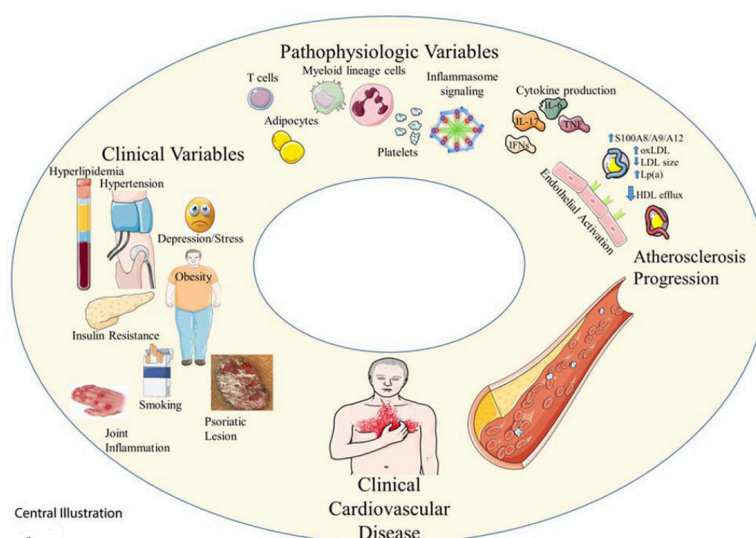 Pathophysiologic Variables
T cells
Myeloid lineage cells
Adipocytes
Platelets
Inflammasome
signaling
Cytokine production
IL-6
IL-17
TNF
IFNs
↑S100A8/A9/A12
↑oxLDL
↓LDL size
↑Lp(a)
↓HDL efflux
Endothelial Activation
Atherosclerosis
Progression
Clinical Variables
Hyperlipidemia
Hypertension
Depression/Stress
Obesity
Insulin Resistance
Smoking
Joint
Inflammation
Psoriatic
Lesion
Clinical
Cardiovascular
Disease
Central Illustration